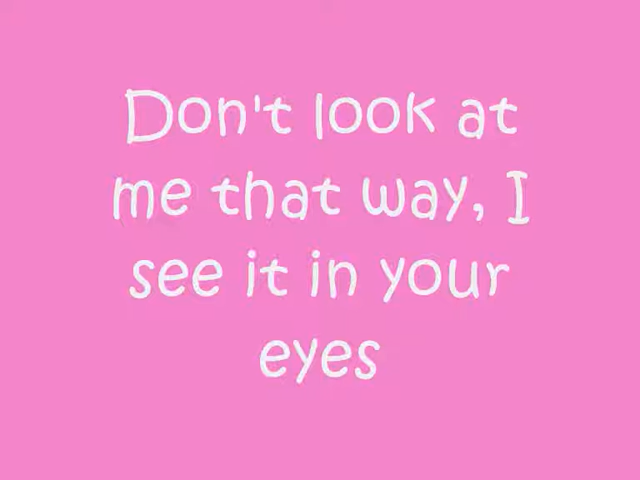 Don't look at
me that way, I
see it in your
eyes